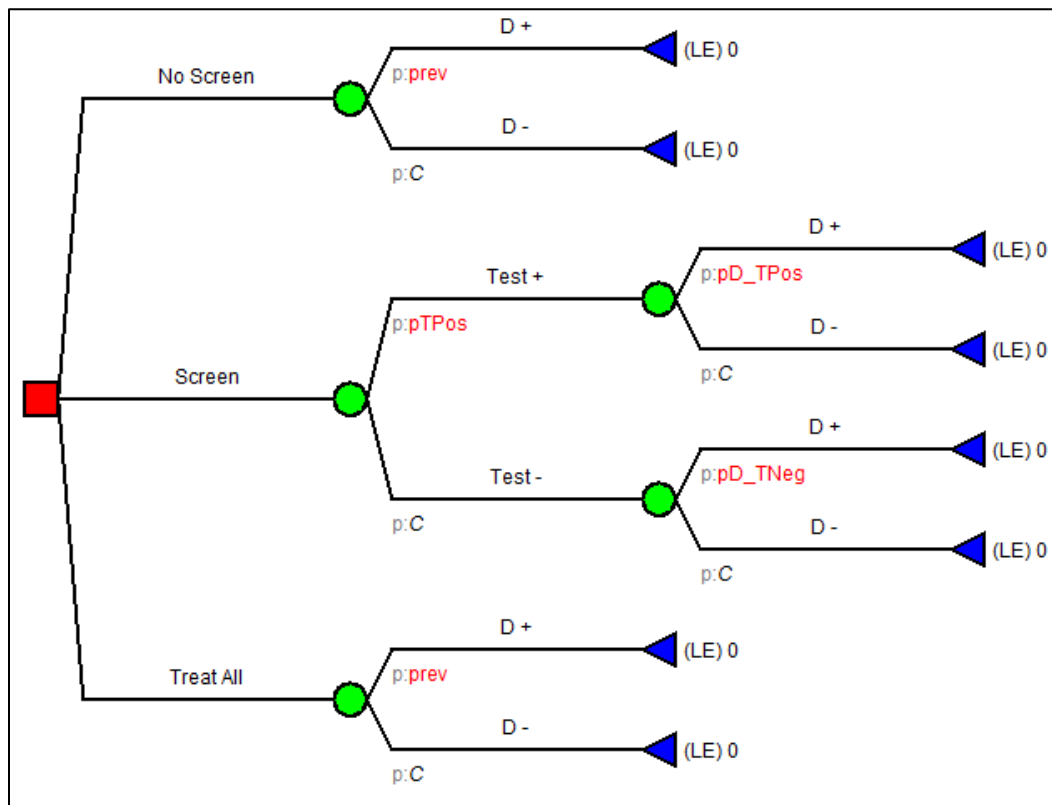 D +
(LE) 0
No Screen
p:prev
D -
(LE) 0
p:C
D +
(LE) 0
Test +
p:pD_TPos
p:pTPos
D -
(LE) 0
Screen
p:C
D +
(LE) 0
Test -
p:pD_TNeg
p:C
D -
(LE) 0
p:C
D +
(LE) 0
Treat All
p:prev
D -
(LE) 0
p:C